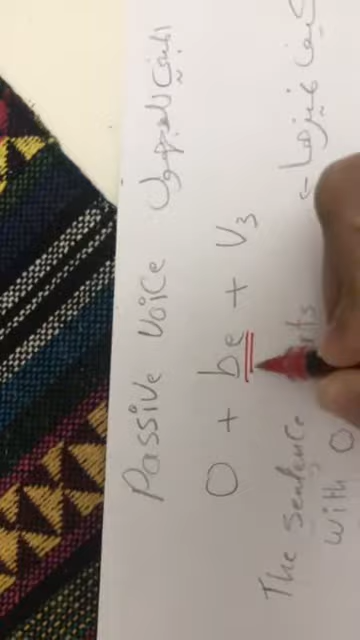 Passive Voice المبني للمجهول
O + be + V3
The sentence
with O